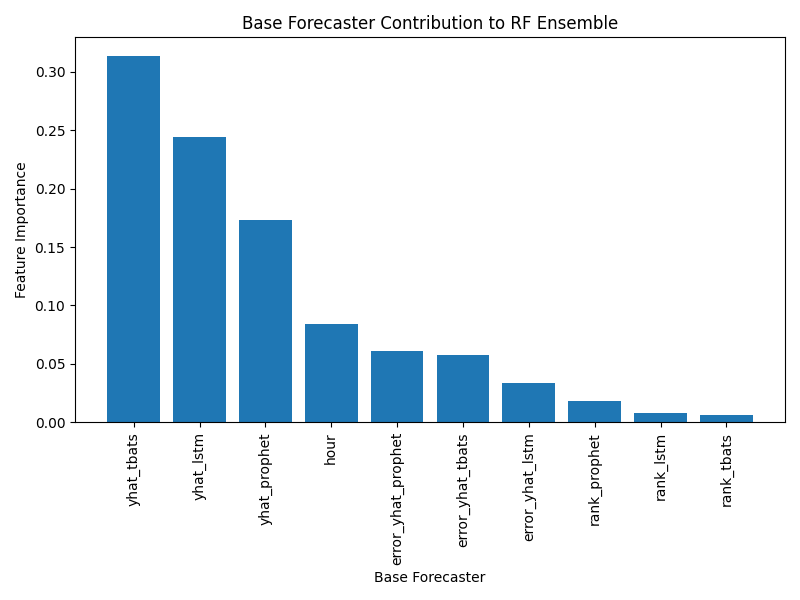 Base Forecaster Contribution to RF Ensemble
Feature Importance
0.30
0.25
0.20
0.15
0.10
0.05
0.00
yhat_tbats
yhat_lstm
yhat_prophet
hour
error_yhat_prophet
error_yhat_tbats
error_yhat_lstm
rank_prophet
rank_lstm
rank_tbats
Base Forecaster